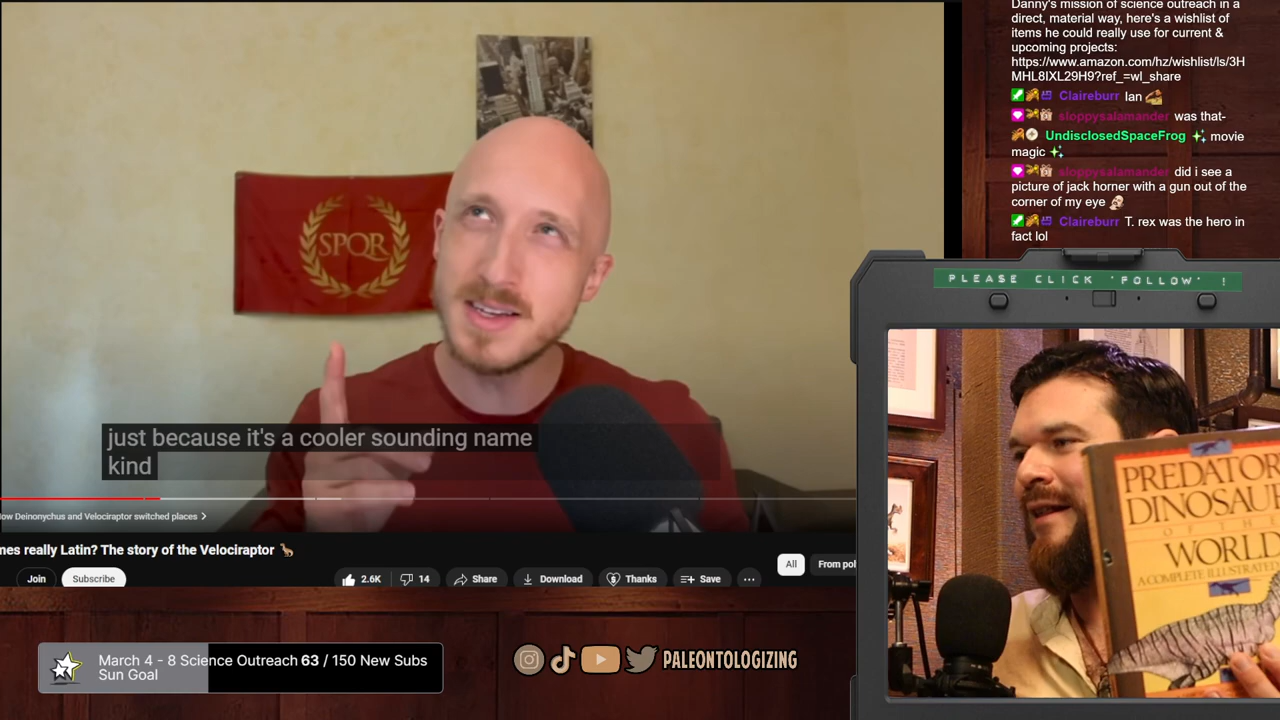 SPQR
just because it's a cooler sounding name
kind
ow Deinonychus and Velociraptor switched places
mes really Latin? The story of the Velociraptor
Join
Subscribe
2.6K
14
Share
Download
Thanks
Save
All
From
Danny's mission of science outreach in a
direct, material way, here's a wishlist of
items he could really use for current &
upcoming projects:
https://www.amazon.com/hz/wishlist/ls/3H
MHL8IXL29H9?ref_=wl_share
Claireburr Ian
sloppysalamander was that-
UndisclosedSpaceFrog ✨ movie
magic ✨
sloppysalamander did i see a
picture of jack horner with a gun out of the
corner of my eye
Claireburr T. rex was the hero in
fact lol
PLEASE CLICK 'FOLLOW' !
PREDATOR
DINOSAU
OF THE
WORLD
A COMPLETE ILLUSTRATED
March 4 - 8 Science Outreach 63 / 150 New Subs
Sun Goal
PALEONTOLOGIZING